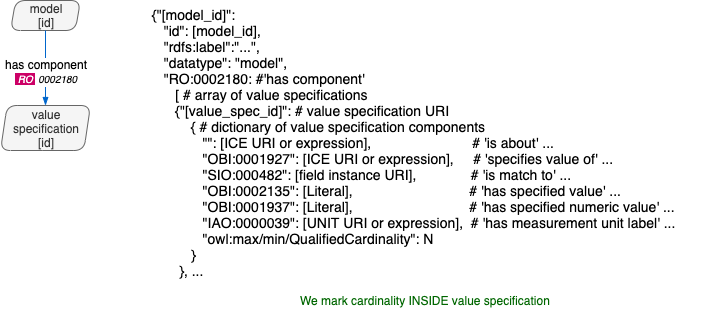 model
[id]
has component
RO 0002180
value
specification
[id]
{"[model_id]":
"id": [model_id],
"rdfs:label":"...",
"datatype": "model",
"RO:0002180: #'has component'
[ # array of value specifications
{"[value_spec_id]": # value specification URI
{ # dictionary of value specification components
"": [ICE URI or expression], # 'is about' ...
"OBI:0001927": [ICE URI or expression], # 'specifies value of' ...
"SIO:000482": [field instance URI], # 'is match to' ...
"OBI:0002135": [Literal], # 'has specified value' ...
"OBI:0001937": [Literal], # 'has specified numeric value' ...
"IAO:0000039": [UNIT URI or expression], # 'has measurement unit label' ...
"owl:max/min/QualifiedCardinality": N
}
}, ...
We mark cardinality INSIDE value specification